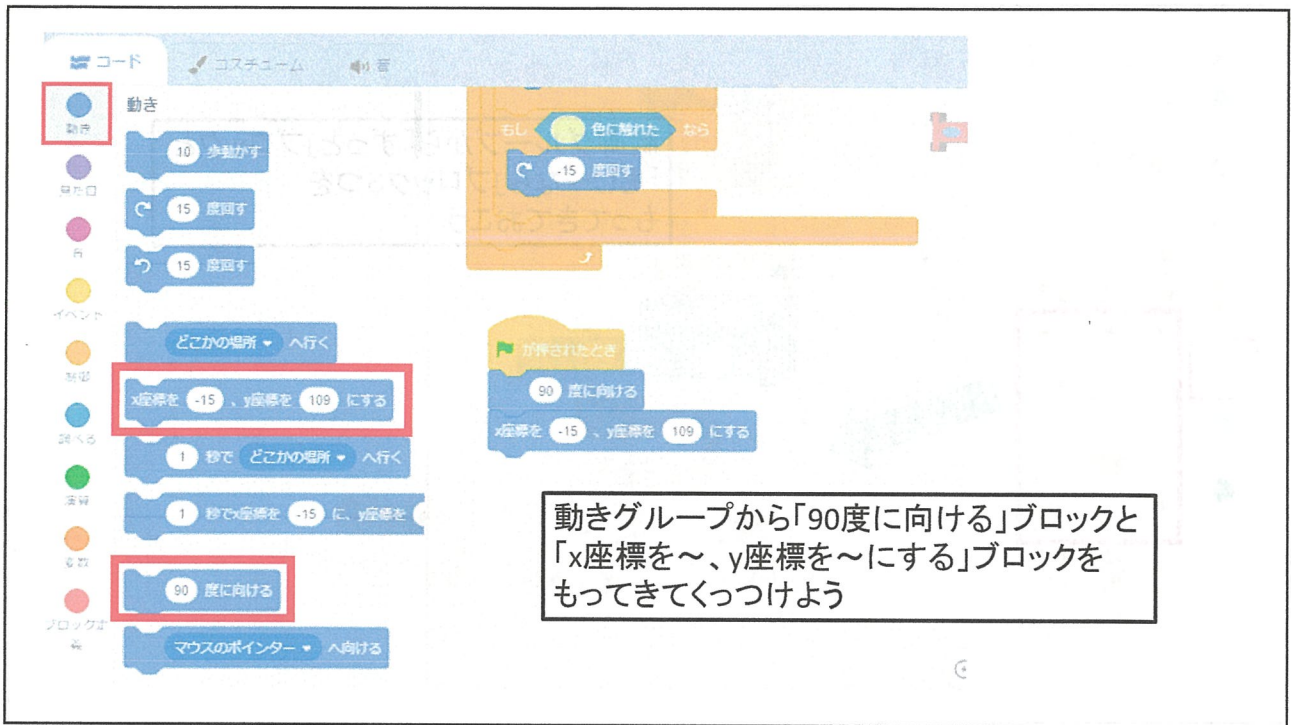 コード
コスチューム
音
動き
動き
10 歩動かす
15 度回す
15 度回す
どこかの場所 へ行く
x座標を -15 、y座標を 109 にする
1 秒で どこかの場所 へ行く
1 秒でx座標を -15 に、y座標を
90 度に向ける
マウスのポインター へ向ける
見た目
音
イベント
制御
調べる
演算
変数
ブロック定
義
もし 色に触れた なら
-15 度回す
が押されたとき
90 度に向ける
x座標を -15 、y座標を 109 にする
動きグループから「90度に向ける」ブロックと
「x座標を～、y座標を～にする」ブロックを
もってきてくっつけよう